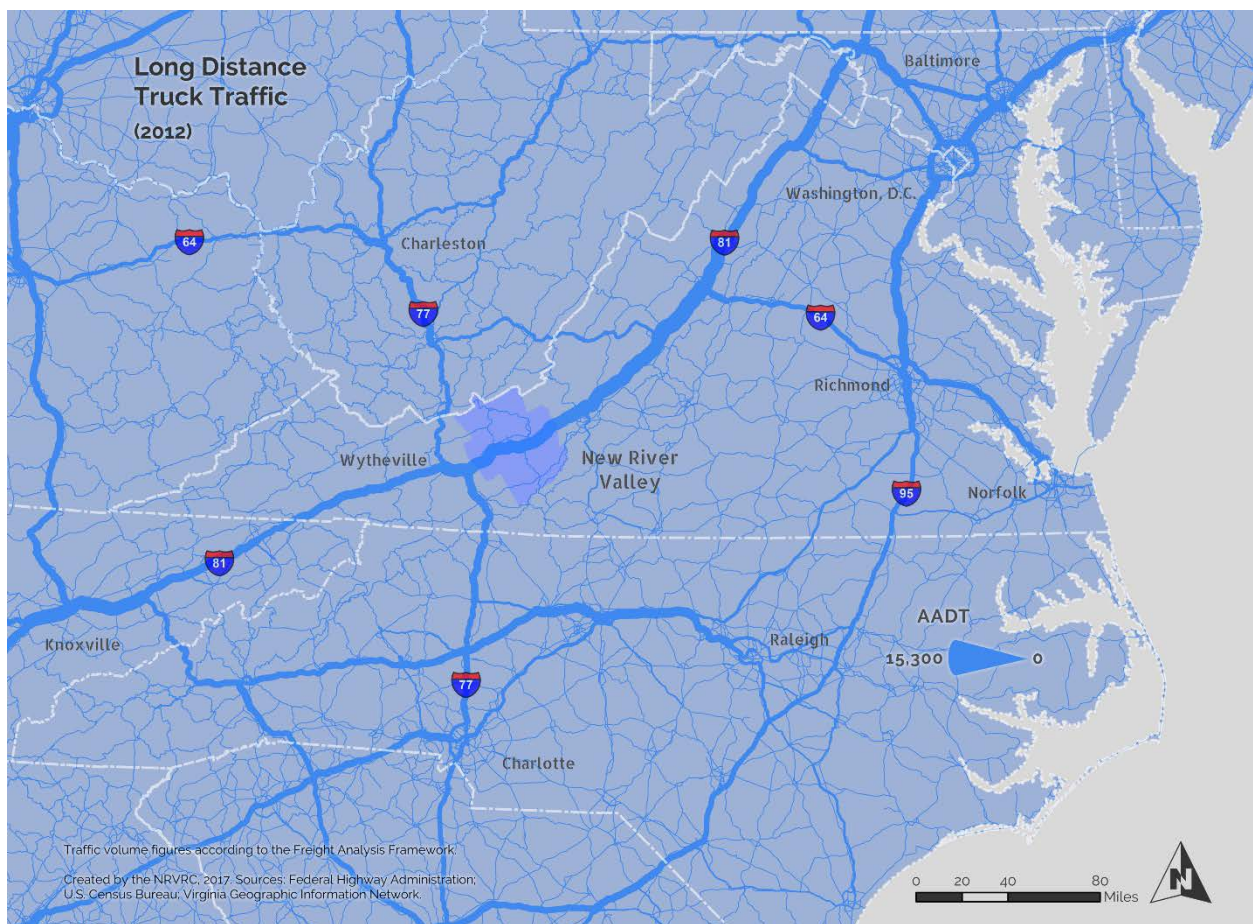 Long Distance
Truck Traffic
(2012)
Baltimore
Washington, D.C.
64
Charleston
81
77
64
Richmond
Wytheville
New River
Valley
95
Norfolk
81
AADT
Knoxville
Raleigh
15,300
0
77
Charlotte
Traffic volume figures according to the Freight Analysis Framework.
Created by the NRVRC, 2017. Sources: Federal Highway Administration;
U.S. Census Bureau; Virginia Geographic Information Network.
0 20 40 80
Miles
N